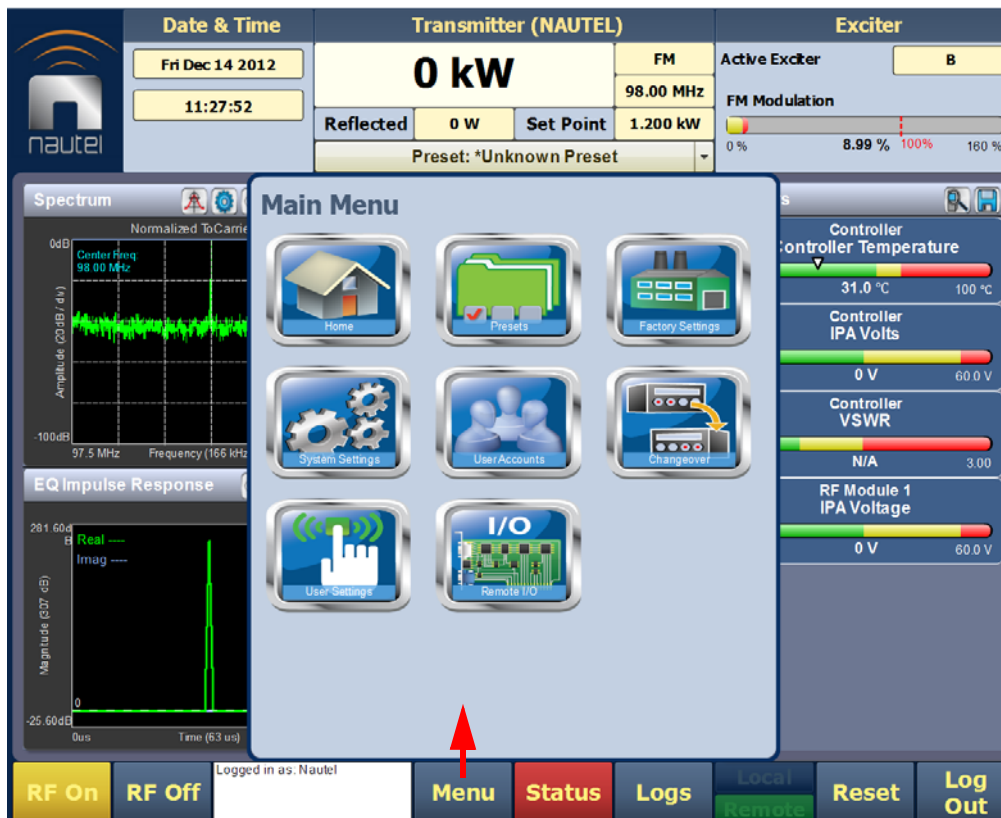 nautel
Date & Time
Fri Dec 14 2012
11:27:52
Transmitter (NAUTEL)
0 kW
FM
98.00 MHz
Reflected
0 W
Set Point
1.200 kW
Preset: *Unknown Preset
Exciter
Active Exciter
B
FM Modulation
0 %
8.99 %
100%
160 %
Spectrum
Normalized To Carrie
0dB
Center Freq:
98.00 MHz
Amplitude (20dB / div)
-100dB
97.5 MHz
Frequency (166 kHz
EQ Impulse Response
281.60d
B
Real ----
Imag ----
Magnitude (307 dB)
0
-25.60dB
0us
Time (63 us)
Main Menu
Home
Presets
Factory Settings
System Settings
User Accounts
Changeover
User Settings
I/O
Remote I/O
s
Controller
Controller Temperature
31.0 °C
100 °C
Controller
IPA Volts
0 V
60.0 V
Controller
VSWR
N/A
3.00
RF Module 1
IPA Voltage
0 V
60.0 V
RF On
RF Off
Logged in as: Nautel
Menu
Status
Logs
Local
Remote
Reset
Log
Out